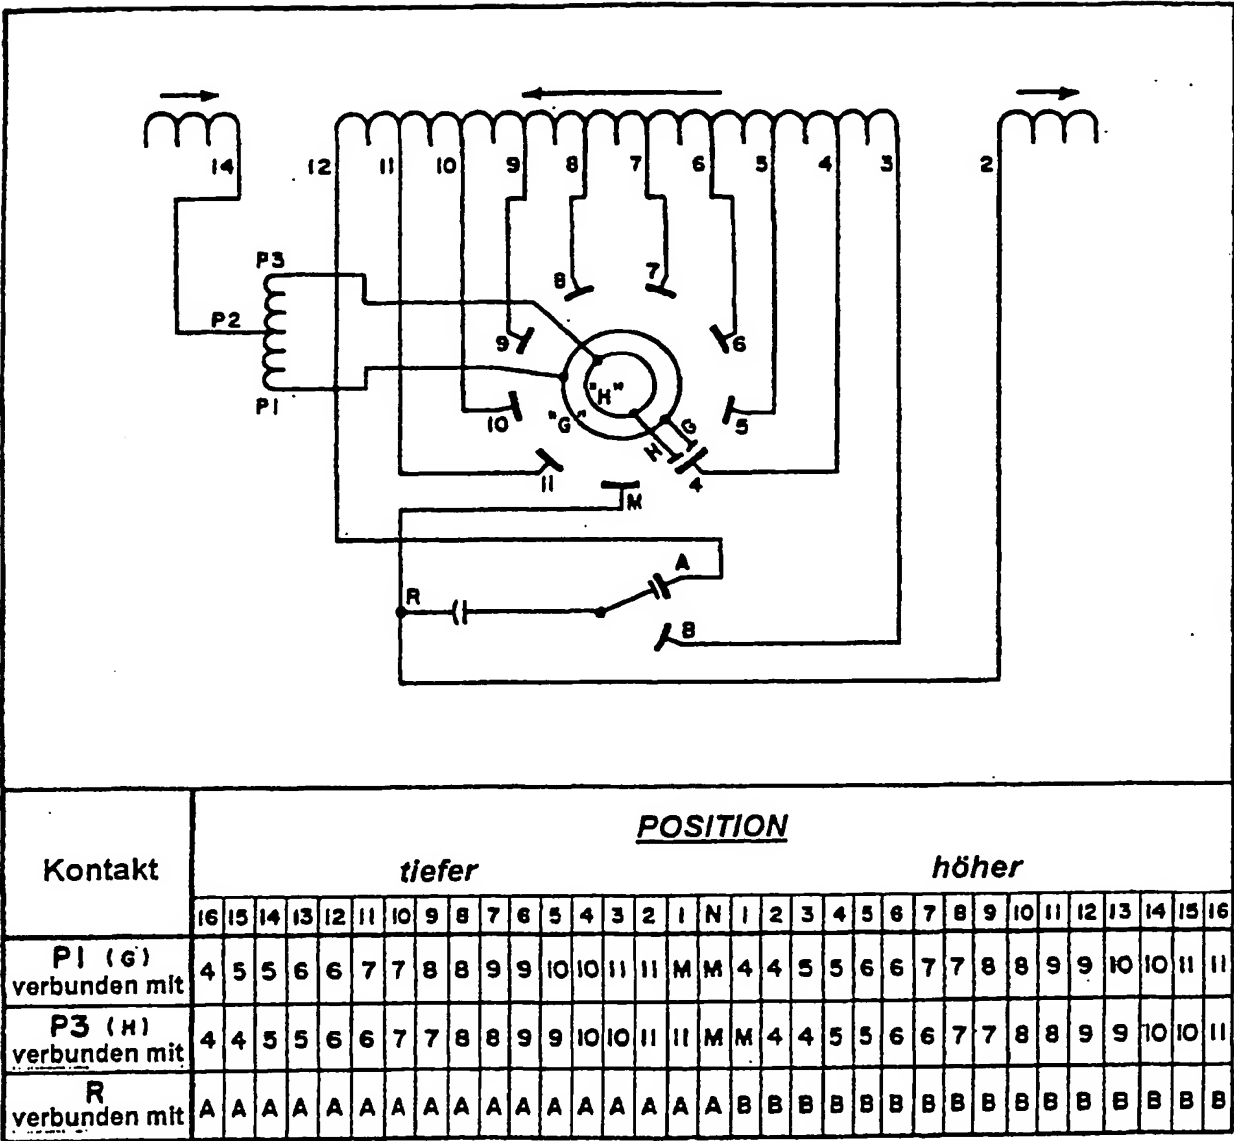 14 12 11 10 9 8 7 6 5 4 3 2
P3
8 7
P2
9 6
"H"
P1
10 "G" G 5
H
11 4
M
A
R
B
POSITION
Kontakt tiefer höher
16 15 14 13 12 11 10 9 8 7 6 5 4 3 2 1 N 1 2 3 4 5 6 7 8 9 10 11 12 13 14 15 16
P1 (G)
verbunden mit 4 5 5 6 6 7 7 8 8 9 9 10 10 11 11 M M 4 4 5 5 6 6 7 7 8 8 9 9 10 10 11 11
P3 (H)
verbunden mit 4 4 5 5 6 6 7 7 8 8 9 9 10 10 11 11 M M 4 4 5 5 6 6 7 7 8 8 9 9 10 10 11
R
verbunden mit A A A A A A A A A A A A A A A A A B B B B B B B B B B B B B B B B